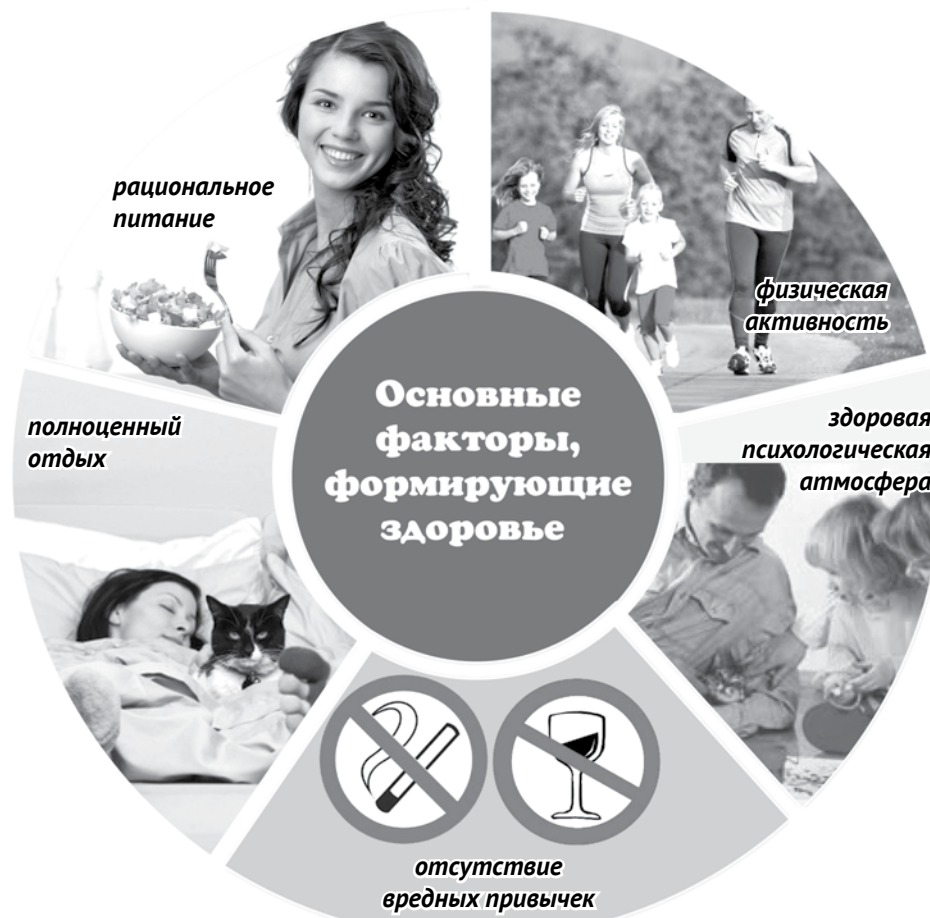 рациональное
питание
физическая
активность
полноценный
отдых
Основные
факторы,
формирующие
здоровье
здоровая
психологическая
атмосфера
отсутствие
вредных привычек